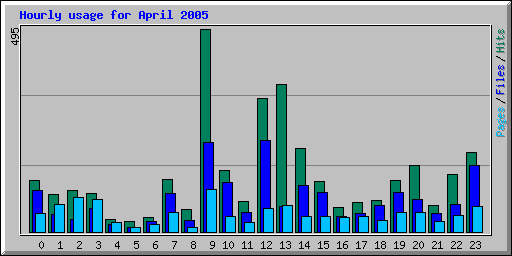 Hourly usage for April 2005
495
Pages / Files / Hits
0 1 2 3 4 5 6 7 8 9 10 11 12 13 14 15 16 17 18 19 20 21 22 23